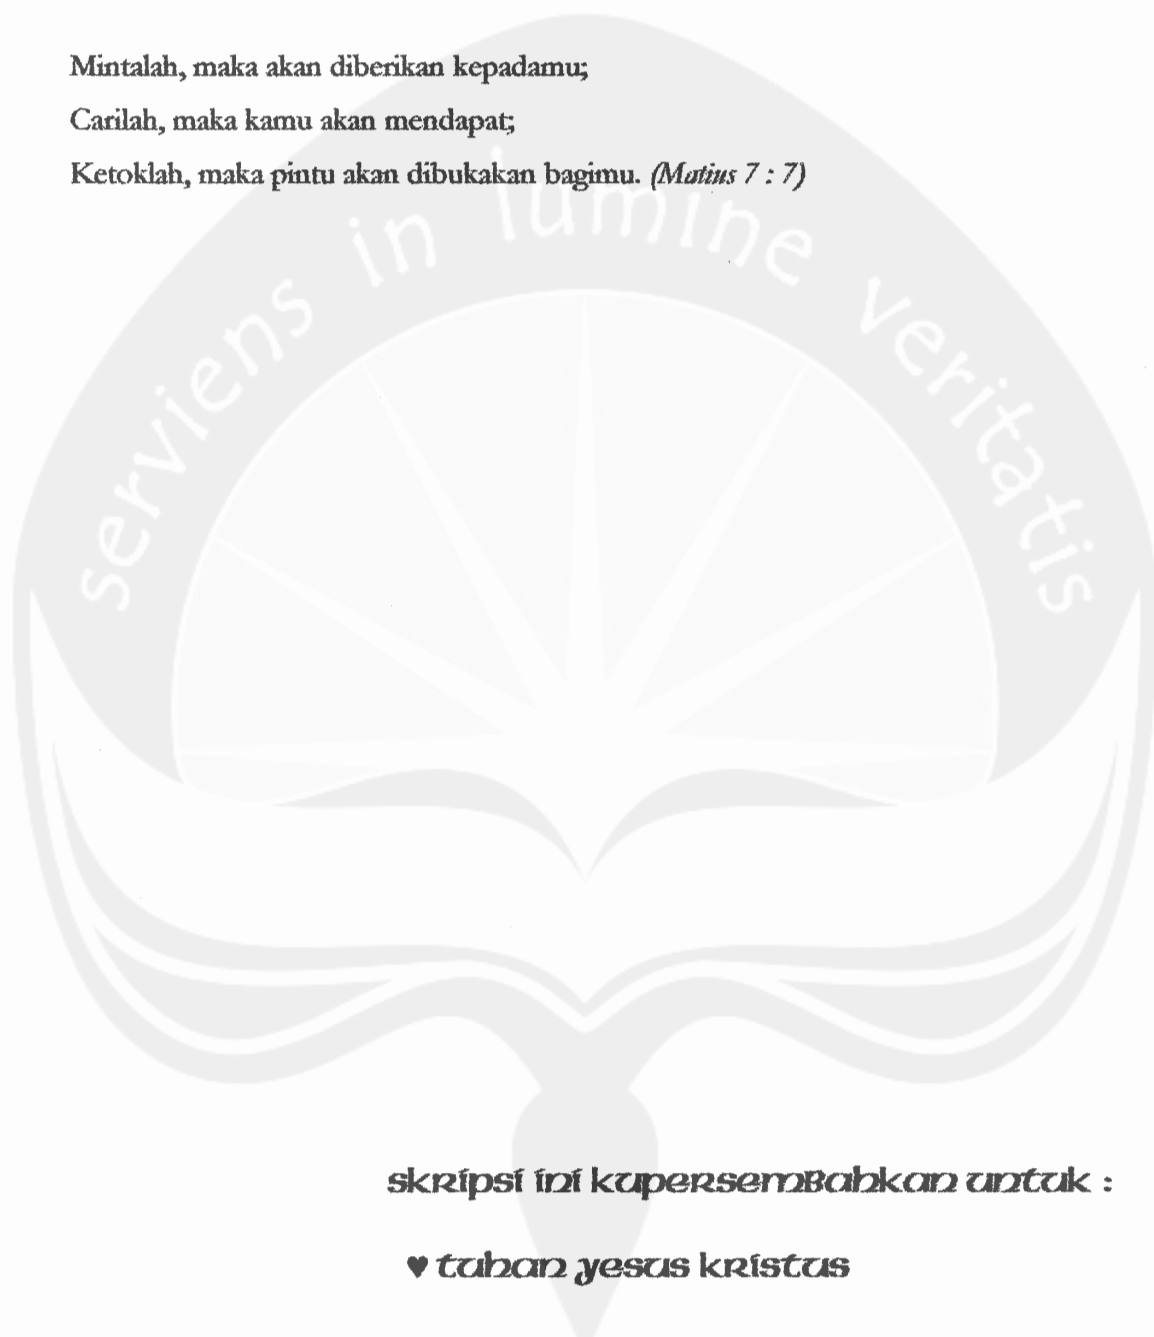 Mintalah, maka akan diberikan kepadamu;
Carilah, maka kamu akan mendapat;
Ketoklah, maka pintu akan dibukakan bagimu. (Matius 7 : 7)
serviens in lumine veritatis
skripsi ini kupersembahkan untuk :
♥ tuhan yesus kristus